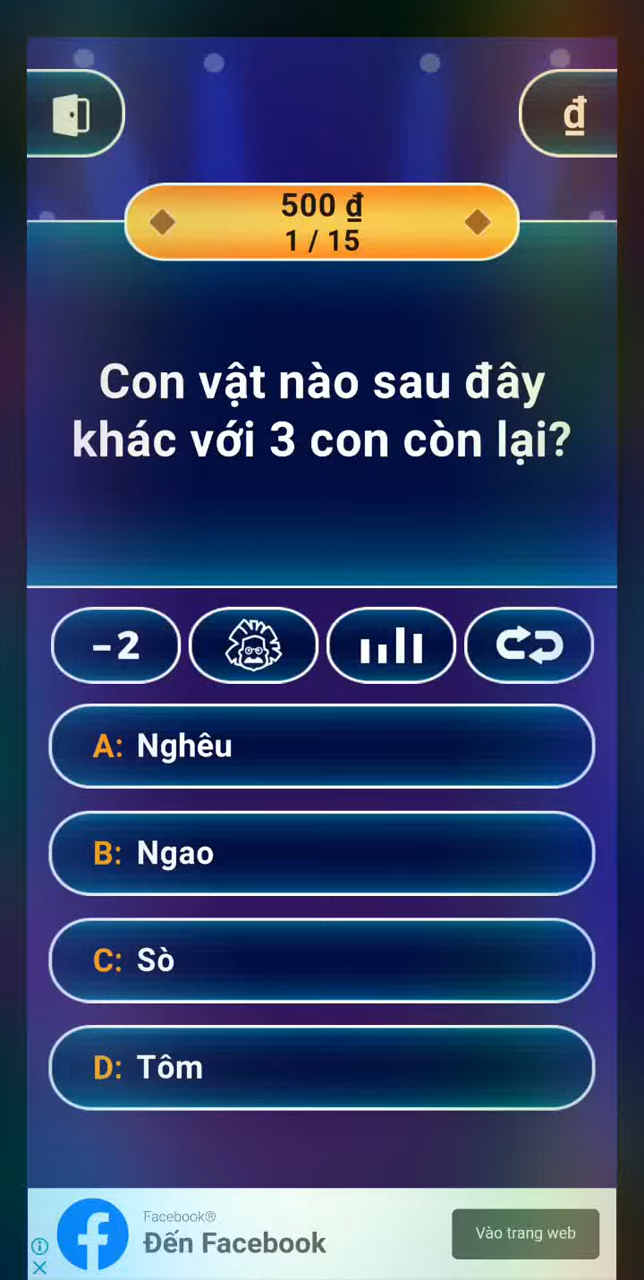 đ
500 đ
1 / 15
Con vật nào sau đây
khác với 3 con còn lại?
-2
A: Nghêu
B: Ngao
C: Sò
D: Tôm
Facebook®
Đến Facebook
Vào trang web